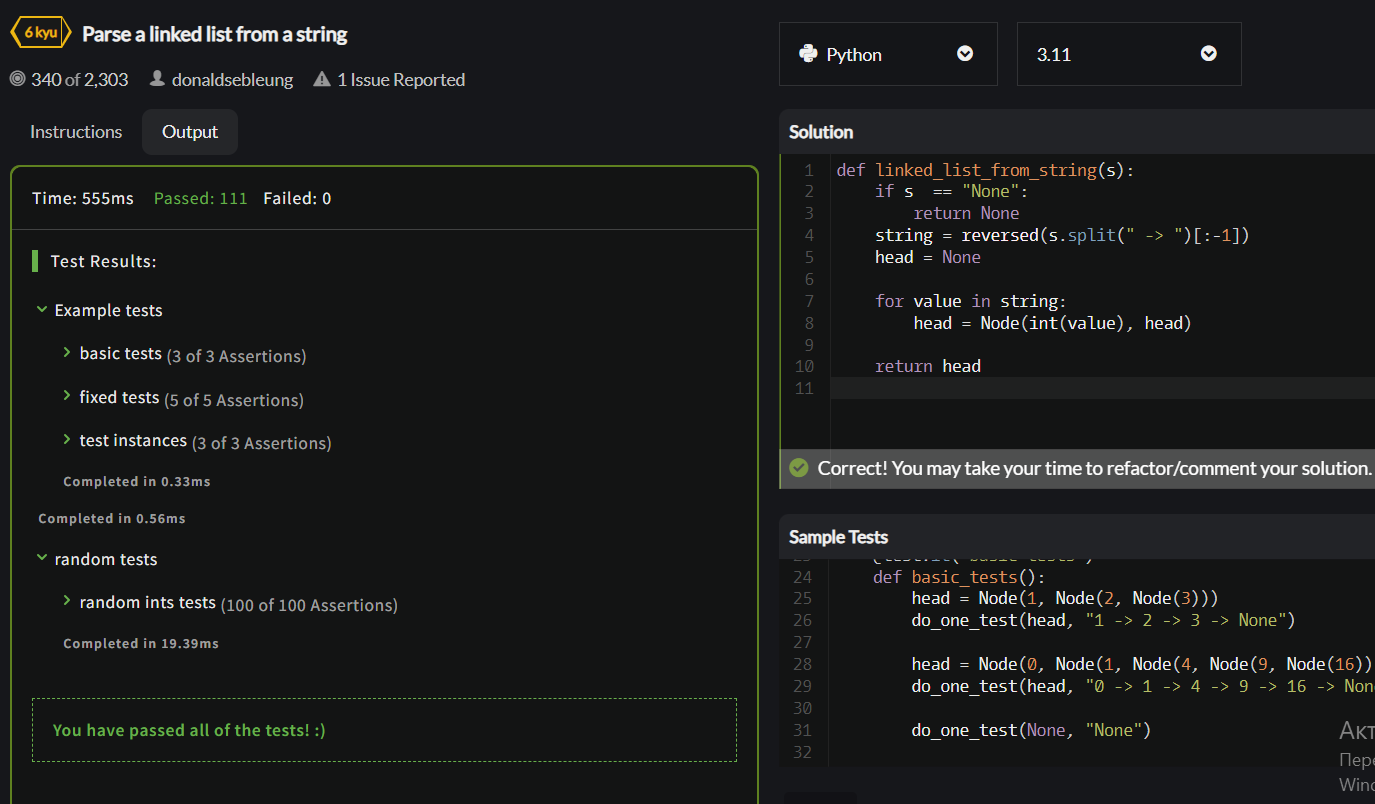 6 kyu
Parse a linked list from a string
340 of 2,303 donaldsebleung 1 Issue Reported
Instructions Output
Time: 555ms Passed: 111 Failed: 0
Test Results:
Example tests
basic tests (3 of 3 Assertions)
fixed tests (5 of 5 Assertions)
test instances (3 of 3 Assertions)
Completed in 0.33ms
Completed in 0.56ms
random tests
random ints tests (100 of 100 Assertions)
Completed in 19.39ms
You have passed all of the tests! :)
Python 3.11
Solution
1 def linked_list_from_string(s):
2     if s  == "None":
3         return None
4     string = reversed(s.split(" -> ")[:-1])
5     head = None
6
7     for value in string:
8         head = Node(int(value), head)
9
10     return head
11
Correct! You may take your time to refactor/comment your solution.
Sample Tests
24     def basic_tests():
25         head = Node(1, Node(2, Node(3)))
26         do_one_test(head, "1 -> 2 -> 3 -> None")
27
28         head = Node(0, Node(1, Node(4, Node(9, Node(16))
29         do_one_test(head, "0 -> 1 -> 4 -> 9 -> 16 -> Non
30
31         do_one_test(None, "None")
32
Акт
Пере
Winc